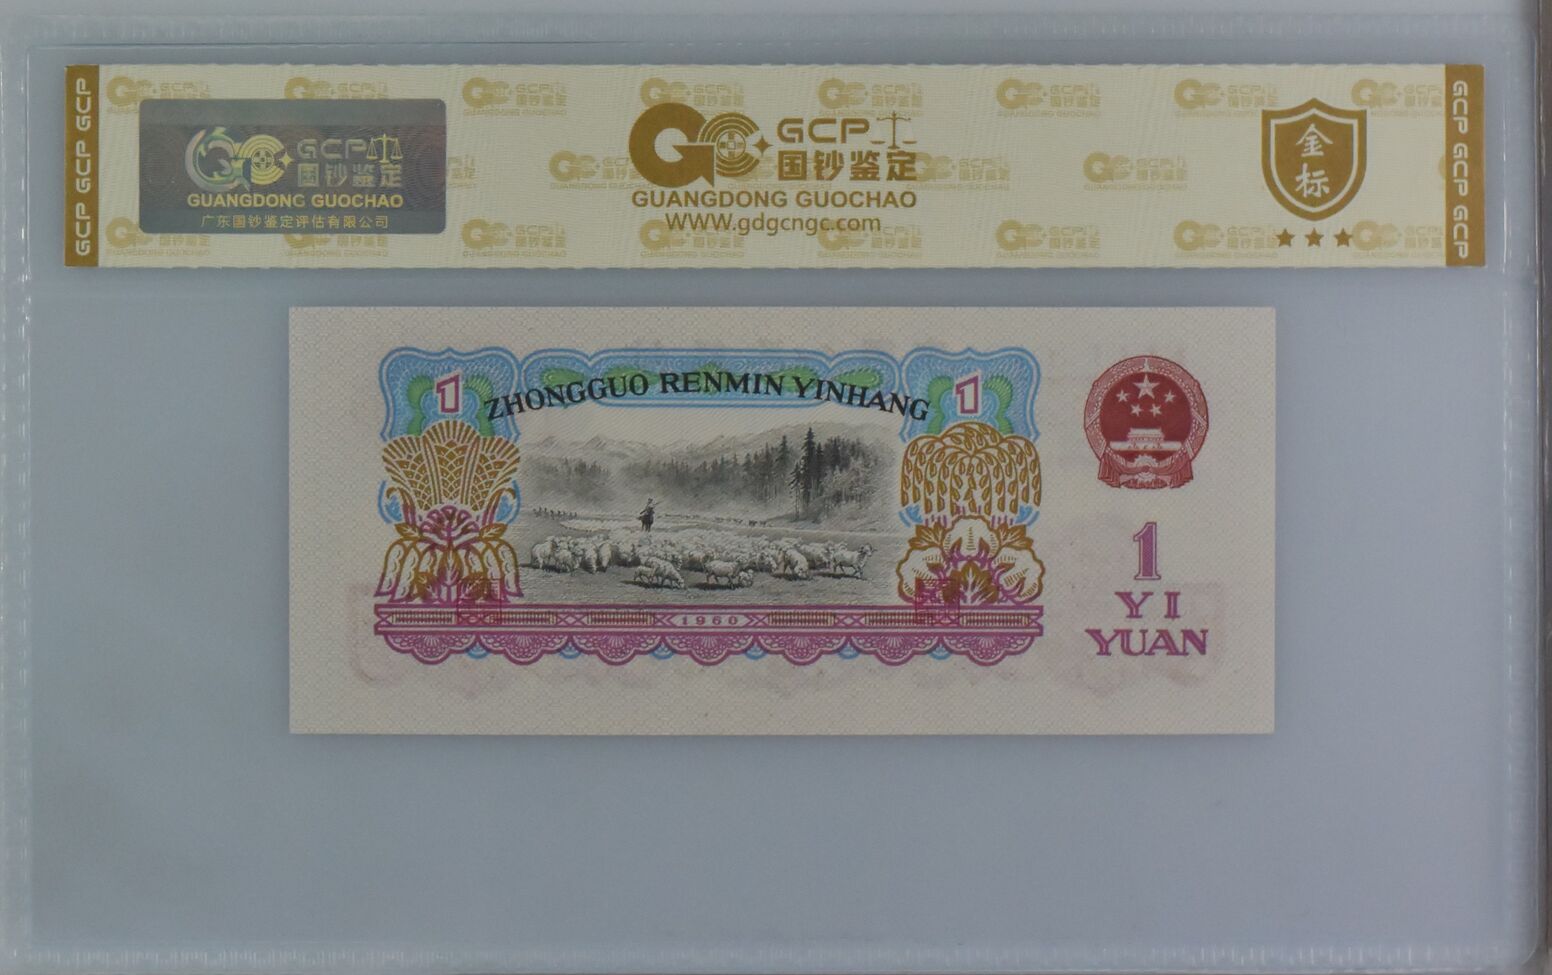 GCP GCP GCP
GCP
国钞鉴定
GUANGDONG GUOCHAO
广东国钞鉴定评估有限公司
GCP
国钞鉴定
GUANGDONG GUOCHAO
WWW.gdgcngc.com
金
标
GCP GCP GCP
ZHONGGUO RENMIN YINHANG
1
1
1960
1
YI
YUAN